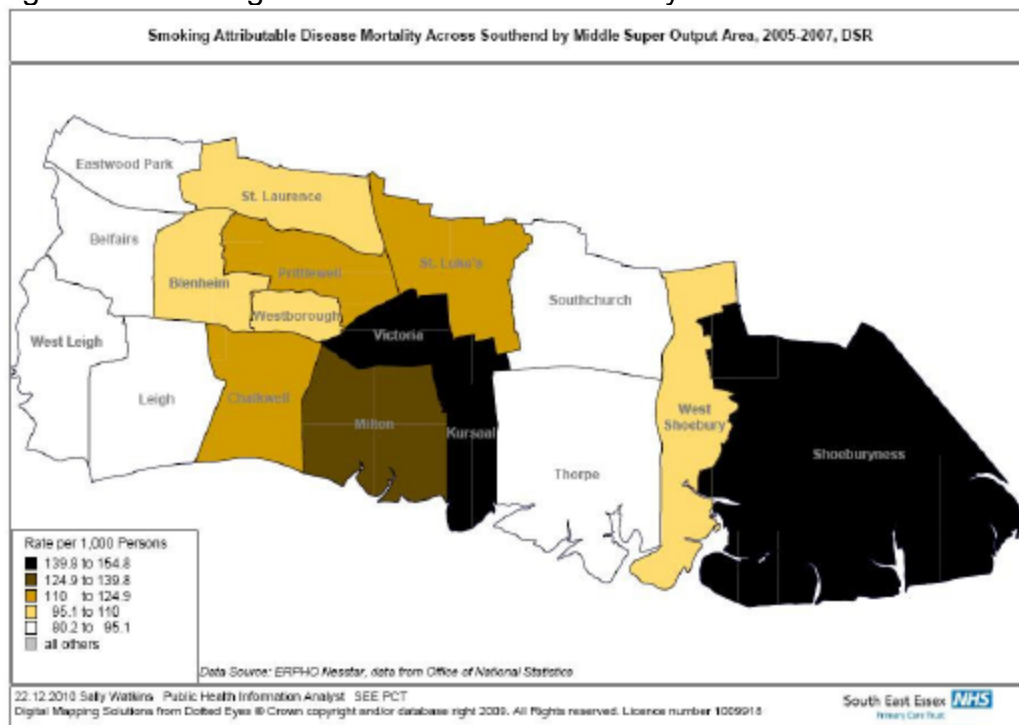 Smoking Attributable Disease Mortality Across Southend by Middle Super Output Area, 2005-2007, DSR
Eastwood Park
St. Laurence
Belfairs
Prittlewell
St. Luke's
Blenheim
Southchurch
Westborough
Victoria
West Leigh
Leigh
Chalkwell
Milton
Kursaal
West
Shoebury
Shoeburyness
Thorpe
Rate per 1,000 Persons
139.8 to 154.8
124.9 to 139.8
110 to 124.9
95.1 to 110
80.2 to 95.1
all others
Data Source: ERPHO Nesstar, data from Office of National Statistics
22.12.2010 Sally Watkins Public Health Information Analyst SEE PCT
Digital Mapping Solutions from Dotted Eyes © Crown copyright and/or database right 2009. All Rights reserved. Licence number 1009918
South East Essex NHS
Primary Care Trust